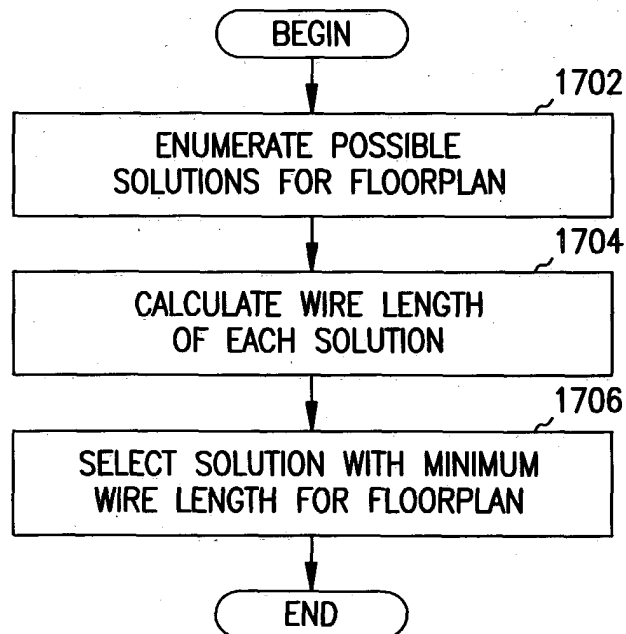 BEGIN
1702
ENUMERATE POSSIBLE
SOLUTIONS FOR FLOORPLAN
1704
CALCULATE WIRE LENGTH
OF EACH SOLUTION
1706
SELECT SOLUTION WITH MINIMUM
WIRE LENGTH FOR FLOORPLAN
END